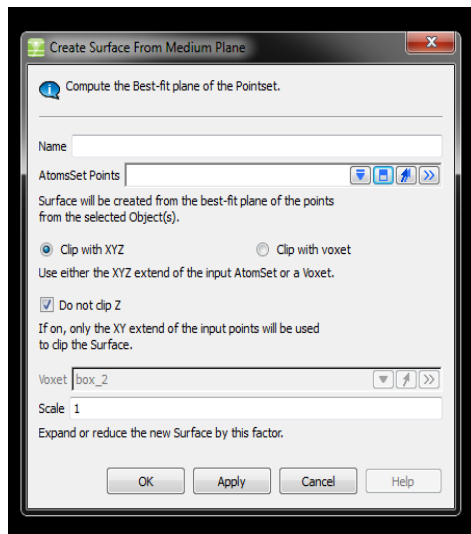 Create Surface From Medium Plane
Compute the Best-fit plane of the Pointset.
Name
AtomsSet Points
Surface will be created from the best-fit plane of the points
from the selected Object(s).
Clip with XYZ Clip with voxet
Use either the XYZ extend of the input AtomSet or a Voxet.
Do not clip Z
If on, only the XY extend of the input points will be used
to clip the Surface.
Voxet box_2
Scale 1
Expand or reduce the new Surface by this factor.
OK Apply Cancel Help